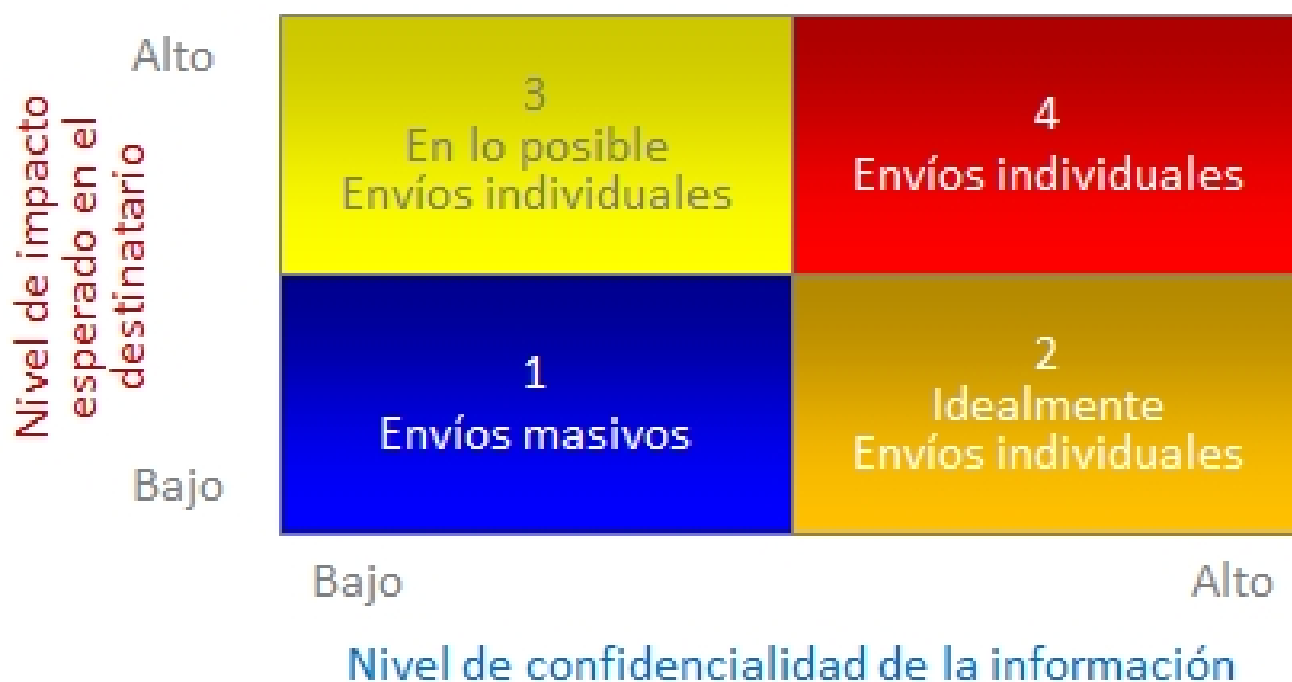 Alto
Nivel de impacto
esperado en el
destinatario
3
En lo posible
Envíos individuales
4
Envíos individuales
1
Envíos masivos
2
Idealmente
Envíos individuales
Bajo
Bajo
Alto
Nivel de confidencialidad de la información